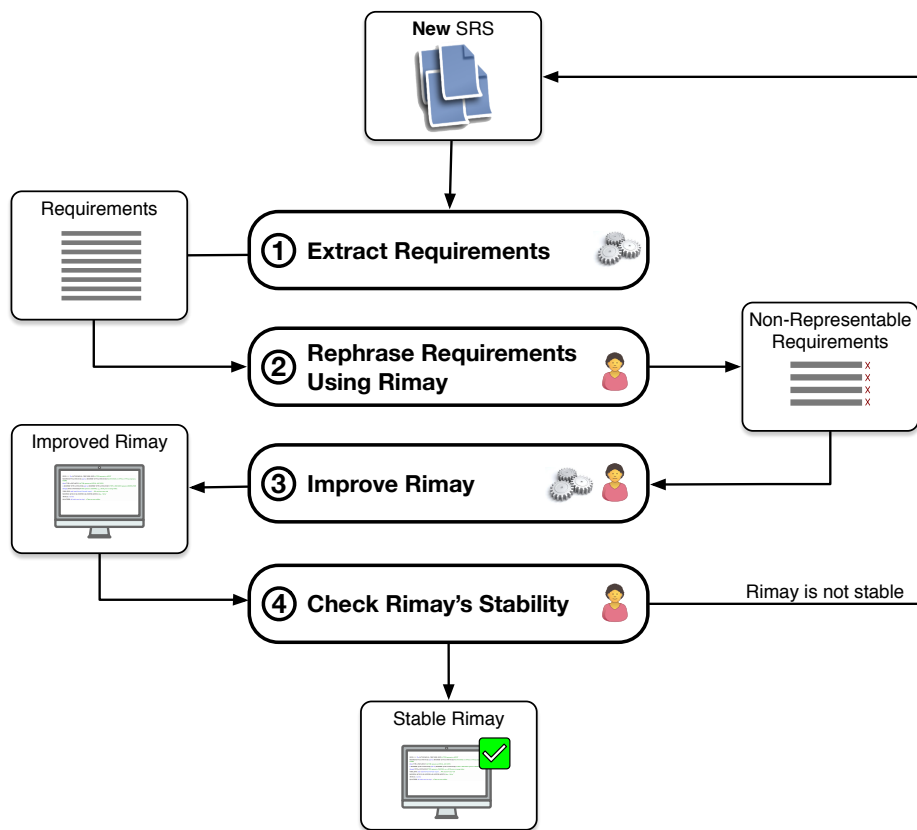 New SRS
Requirements
1 Extract Requirements
Non-Representable
Requirements
x
x
x
x
2 Rephrase Requirements
Using Rimay
Improved Rimay
3 Improve Rimay
4 Check Rimay's Stability
Rimay is not stable
Stable Rimay